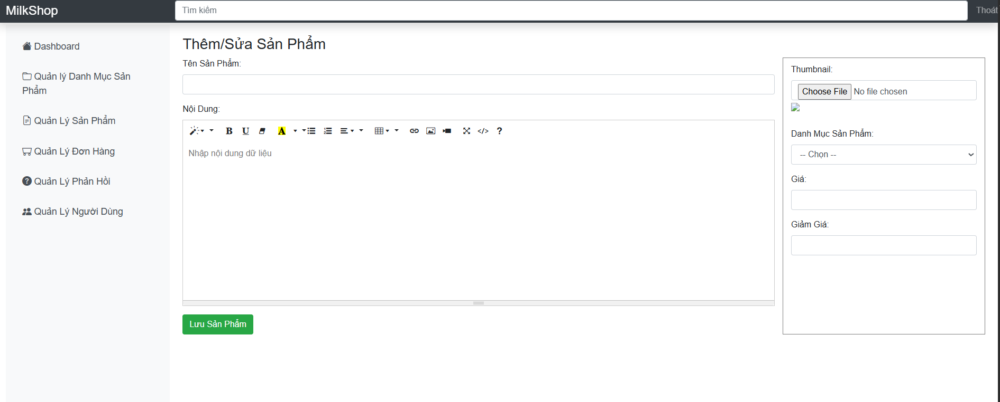 MilkShop
Tìm kiếm
Thoát
Dashboard
Quản lý Danh Mục Sản
Phẩm
Quản Lý Sản Phẩm
Quản Lý Đơn Hàng
Quản Lý Phản Hồi
Quản Lý Người Dùng
Thêm/Sửa Sản Phẩm
Tên Sản Phẩm:
Nội Dung:
B U A </> ?
Nhập nội dung dữ liệu
Lưu Sản Phẩm
Thumbnail:
Choose File No file chosen
Danh Mục Sản Phẩm:
-- Chọn --
Giá:
Giảm Giá: